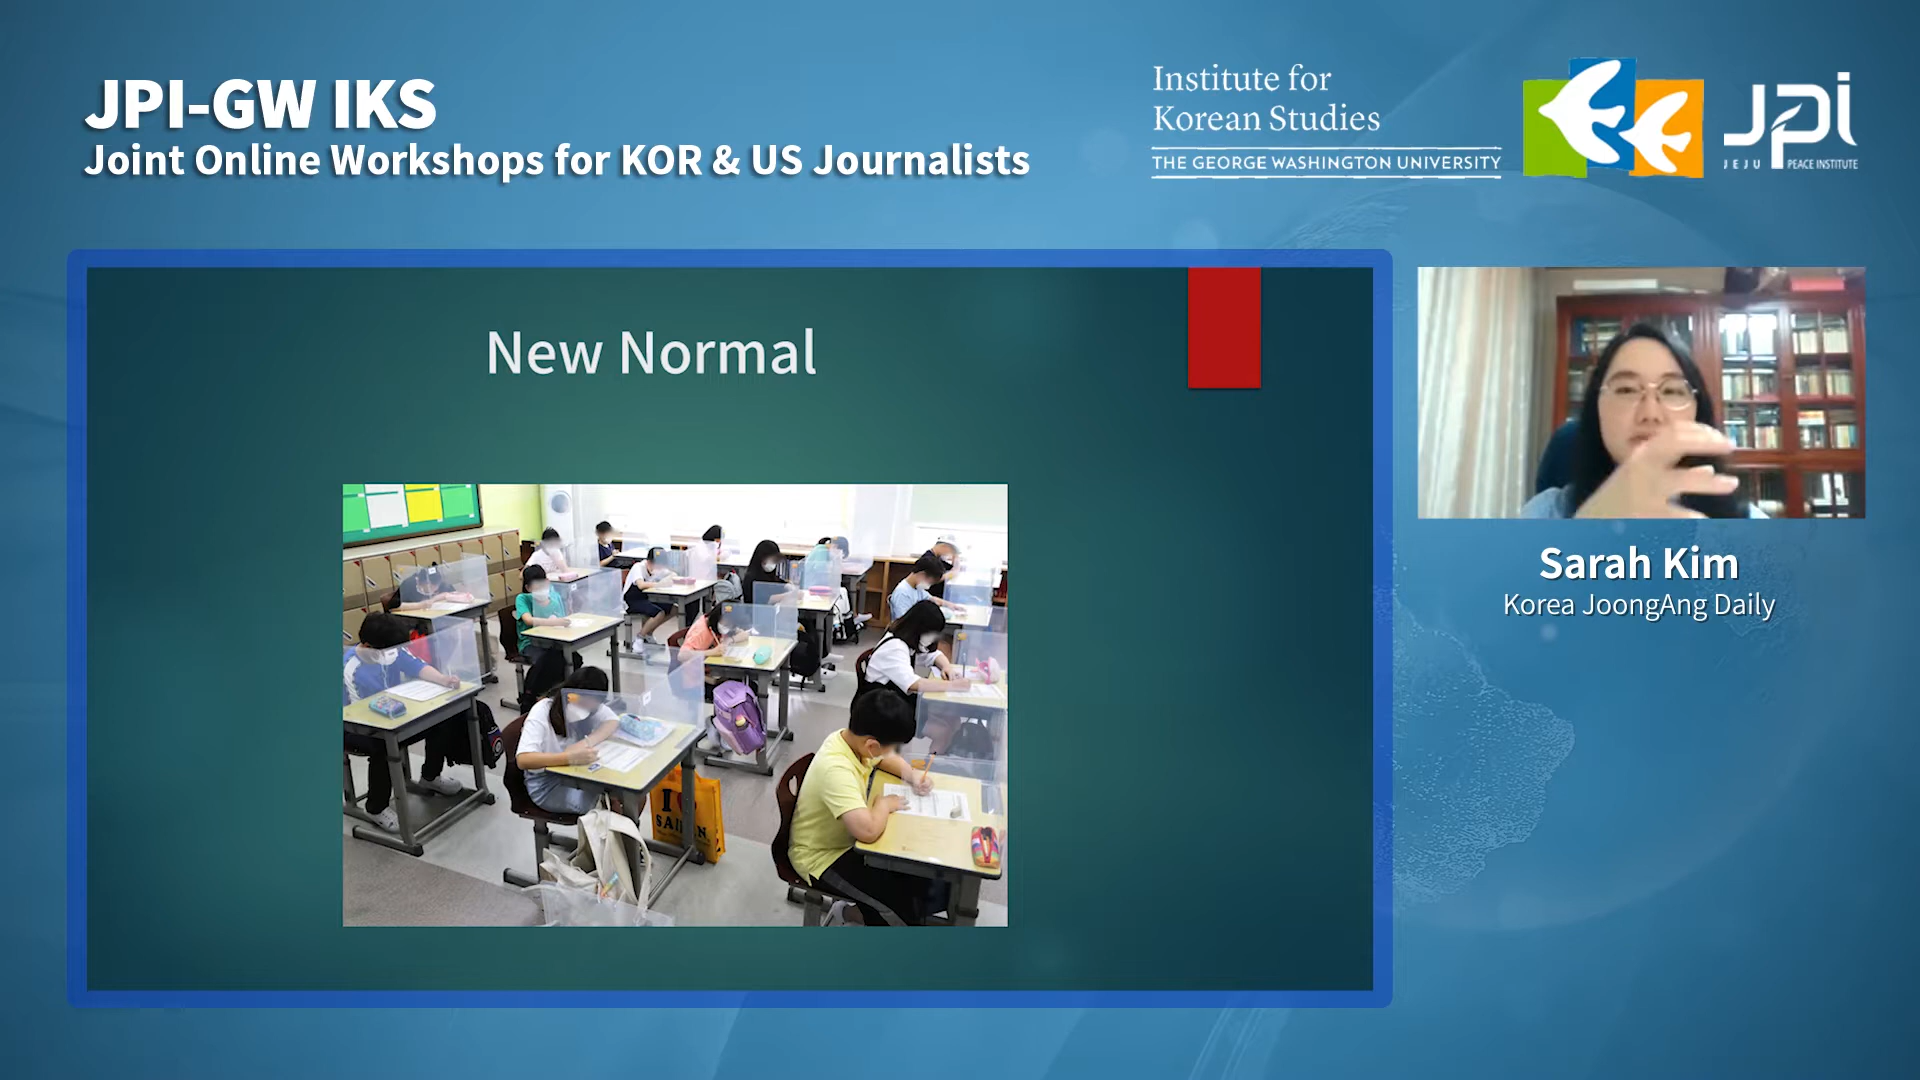 JPI-GW IKS
Joint Online Workshops for KOR & US Journalists
Institute for
Korean Studies
THE GEORGE WASHINGTON UNIVERSITY
JPI
JEJU PEACE INSTITUTE
New Normal
Sarah Kim
Korea JoongAng Daily
I